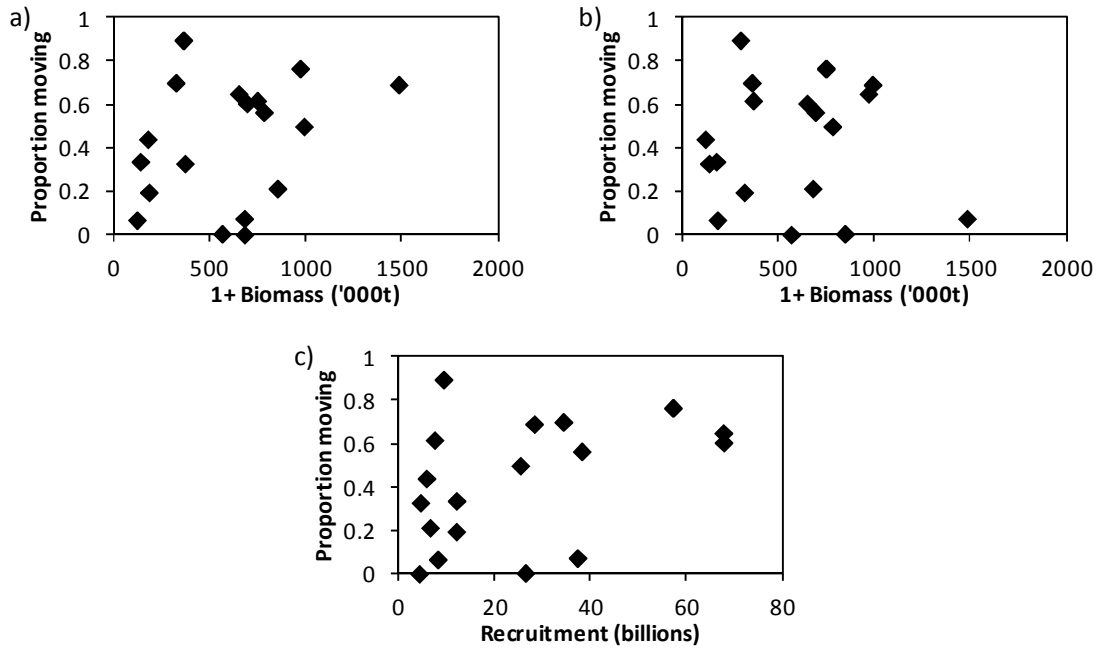 a)
Proportion moving
1
0.8
0.6
0.4
0.2
0
0 500 1000 1500 2000
1+ Biomass ('000t)
b)
Proportion moving
1
0.8
0.6
0.4
0.2
0
0 500 1000 1500 2000
1+ Biomass ('000t)
c)
Proportion moving
1
0.8
0.6
0.4
0.2
0
0 20 40 60 80
Recruitment (billions)